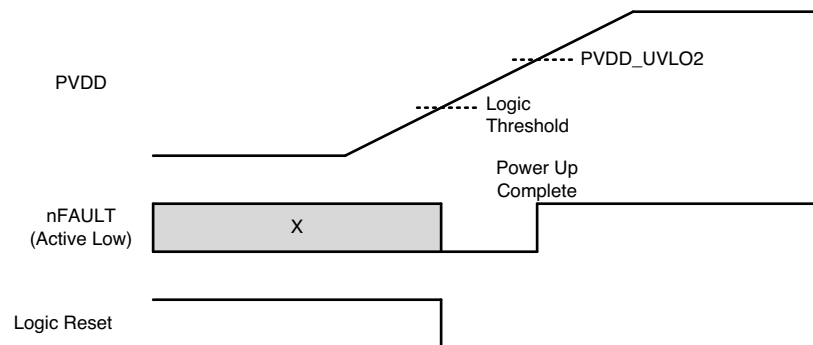 PVDD_UVLO2
PVDD
Logic
Threshold
Power Up
Complete
nFAULT
(Active Low)
X
Logic Reset